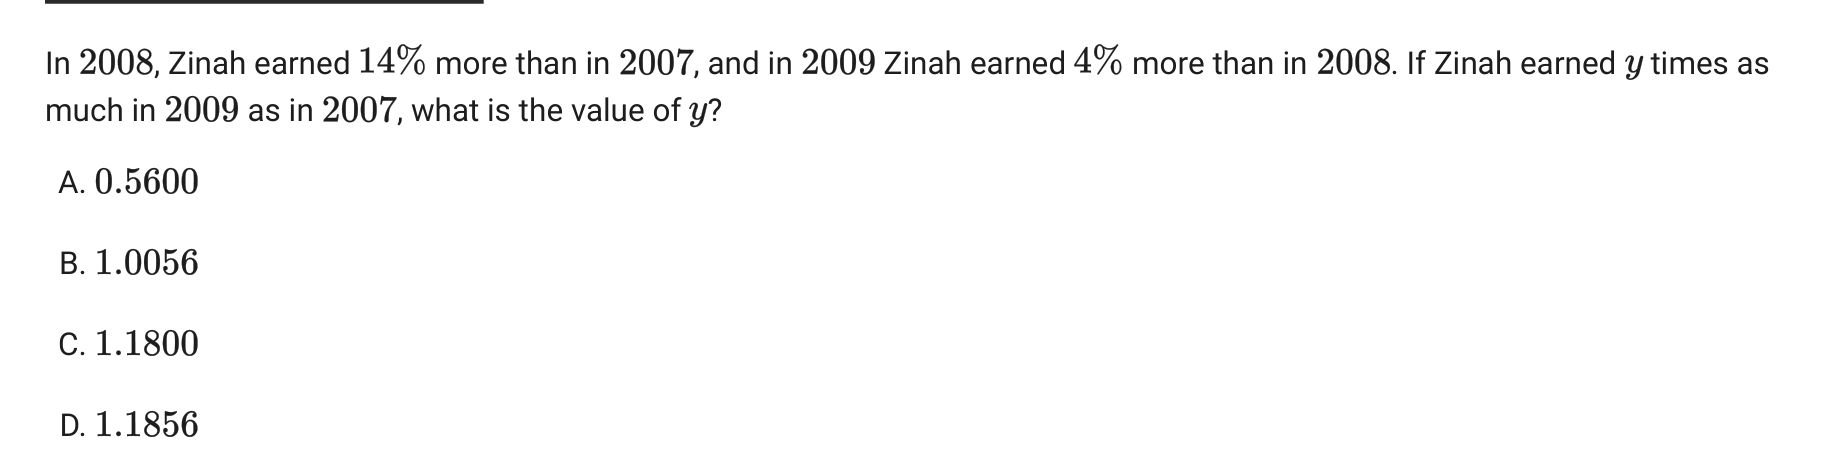 In 2008, Zinah earned 14% more than in 2007, and in 2009 Zinah earned 4% more than in 2008. If Zinah earned y times as
much in 2009 as in 2007, what is the value of y?
A. 0.5600
B. 1.0056
C. 1.1800
D. 1.1856